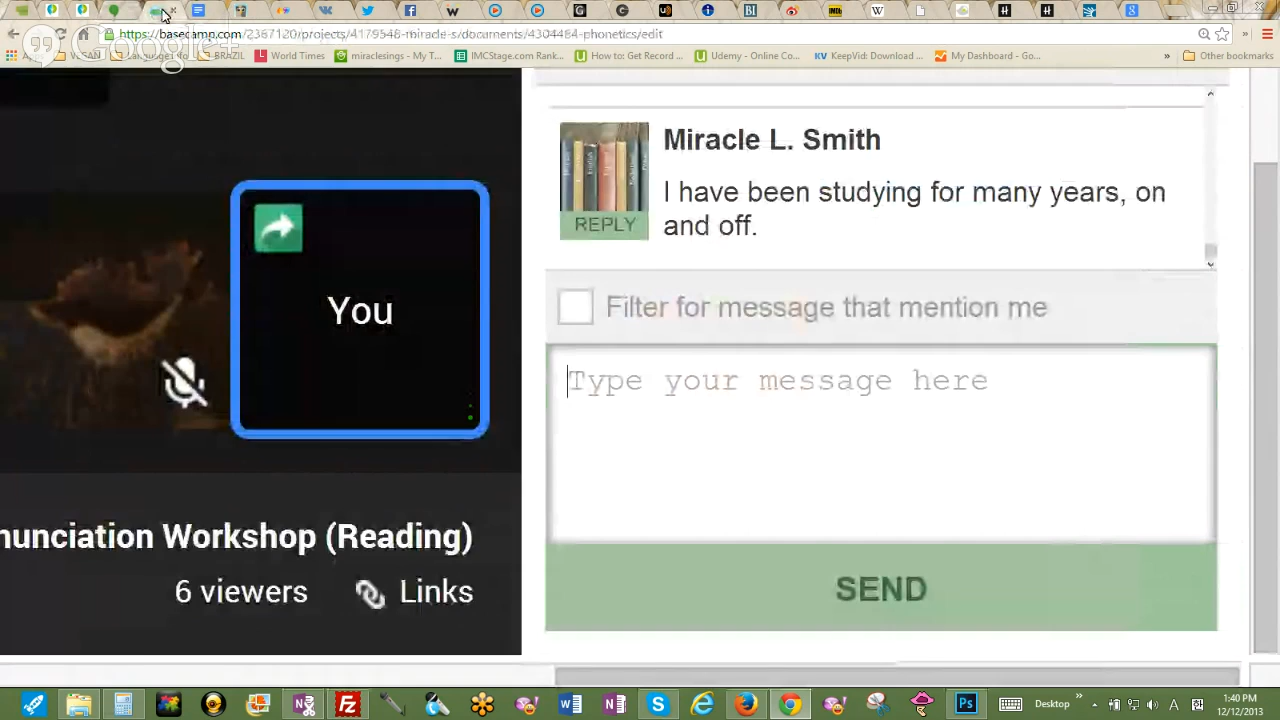 https://basecamp.com/2367120/projects/4179548-miracle-s/documents/4304484-phonetics/edit
Google+
BRAZIL
World Times
miraclesings - My T...
IMCStage.com Rank...
How to: Get Record ...
Udemy - Online Co...
KeepVid: Download ...
My Dashboard - Go...
Other bookmarks
Miracle L. Smith
I have been studying for many years, on
and off.
REPLY
You
Filter for message that mention me
Type your message here
nunciation Workshop (Reading)
6 viewers
Links
SEND
Desktop
1:40 PM
12/12/2013